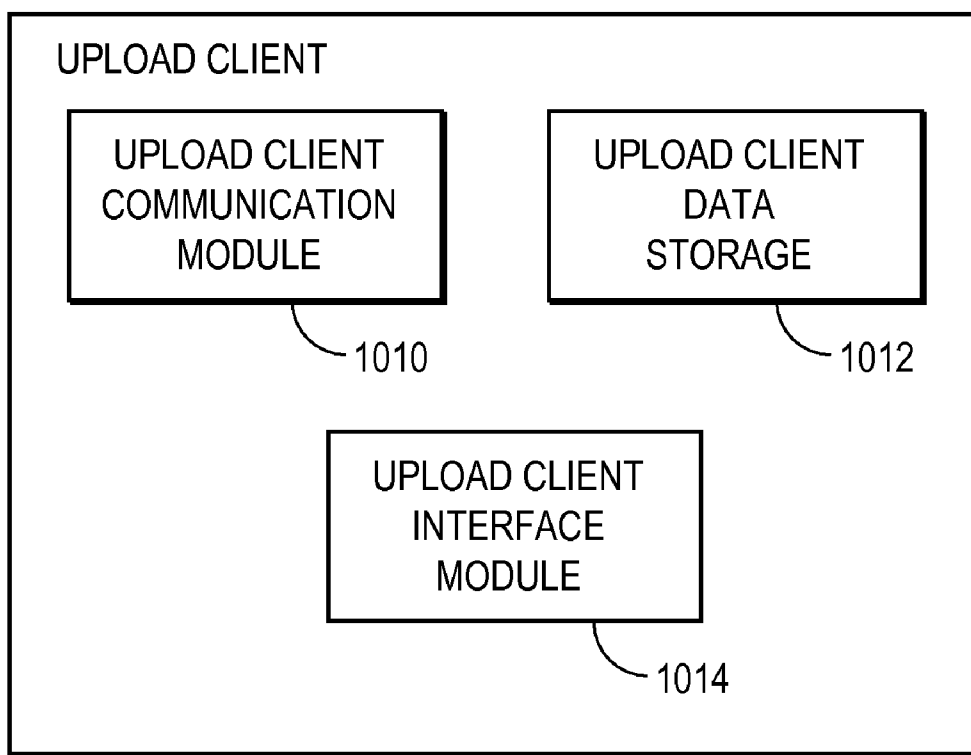 UPLOAD CLIENT
UPLOAD CLIENT
COMMUNICATION
MODULE
1010
UPLOAD CLIENT
DATA
STORAGE
1012
UPLOAD CLIENT
INTERFACE
MODULE
1014